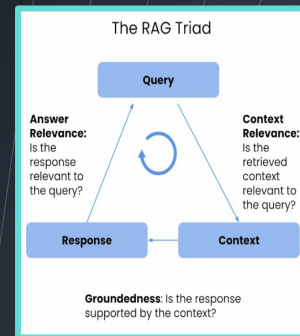 The RAG Triad
Query
Answer
Relevance:
Is the
response
relevant to
the query?
Context
Relevance:
Is the
retrieved
context
relevant to
the query?
Response
Context
Groundedness: Is the response
supported by the context?